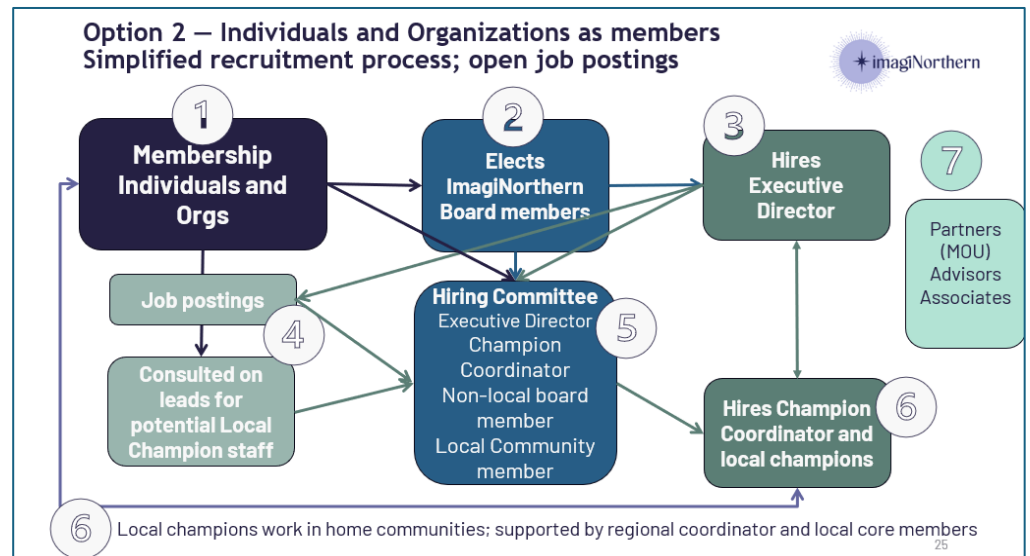 Option 2 – Individuals and Organizations as members
Simplified recruitment process; open job postings
imagiNorthern
1
Membership
Individuals and
Orgs
2
Elects
ImagiNorthern
Board members
3
Hires
Executive
Director
7
Partners
(MOU)
Advisors
Associates
Job postings
4
Consulted on
leads for
potential Local
Champion staff
Hiring Committee
Executive Director
Champion
Coordinator
Non-local board
member
Local Community
member
5
Hires Champion
Coordinator and
local champions
6
6
Local champions work in home communities; supported by regional coordinator and local core members
25